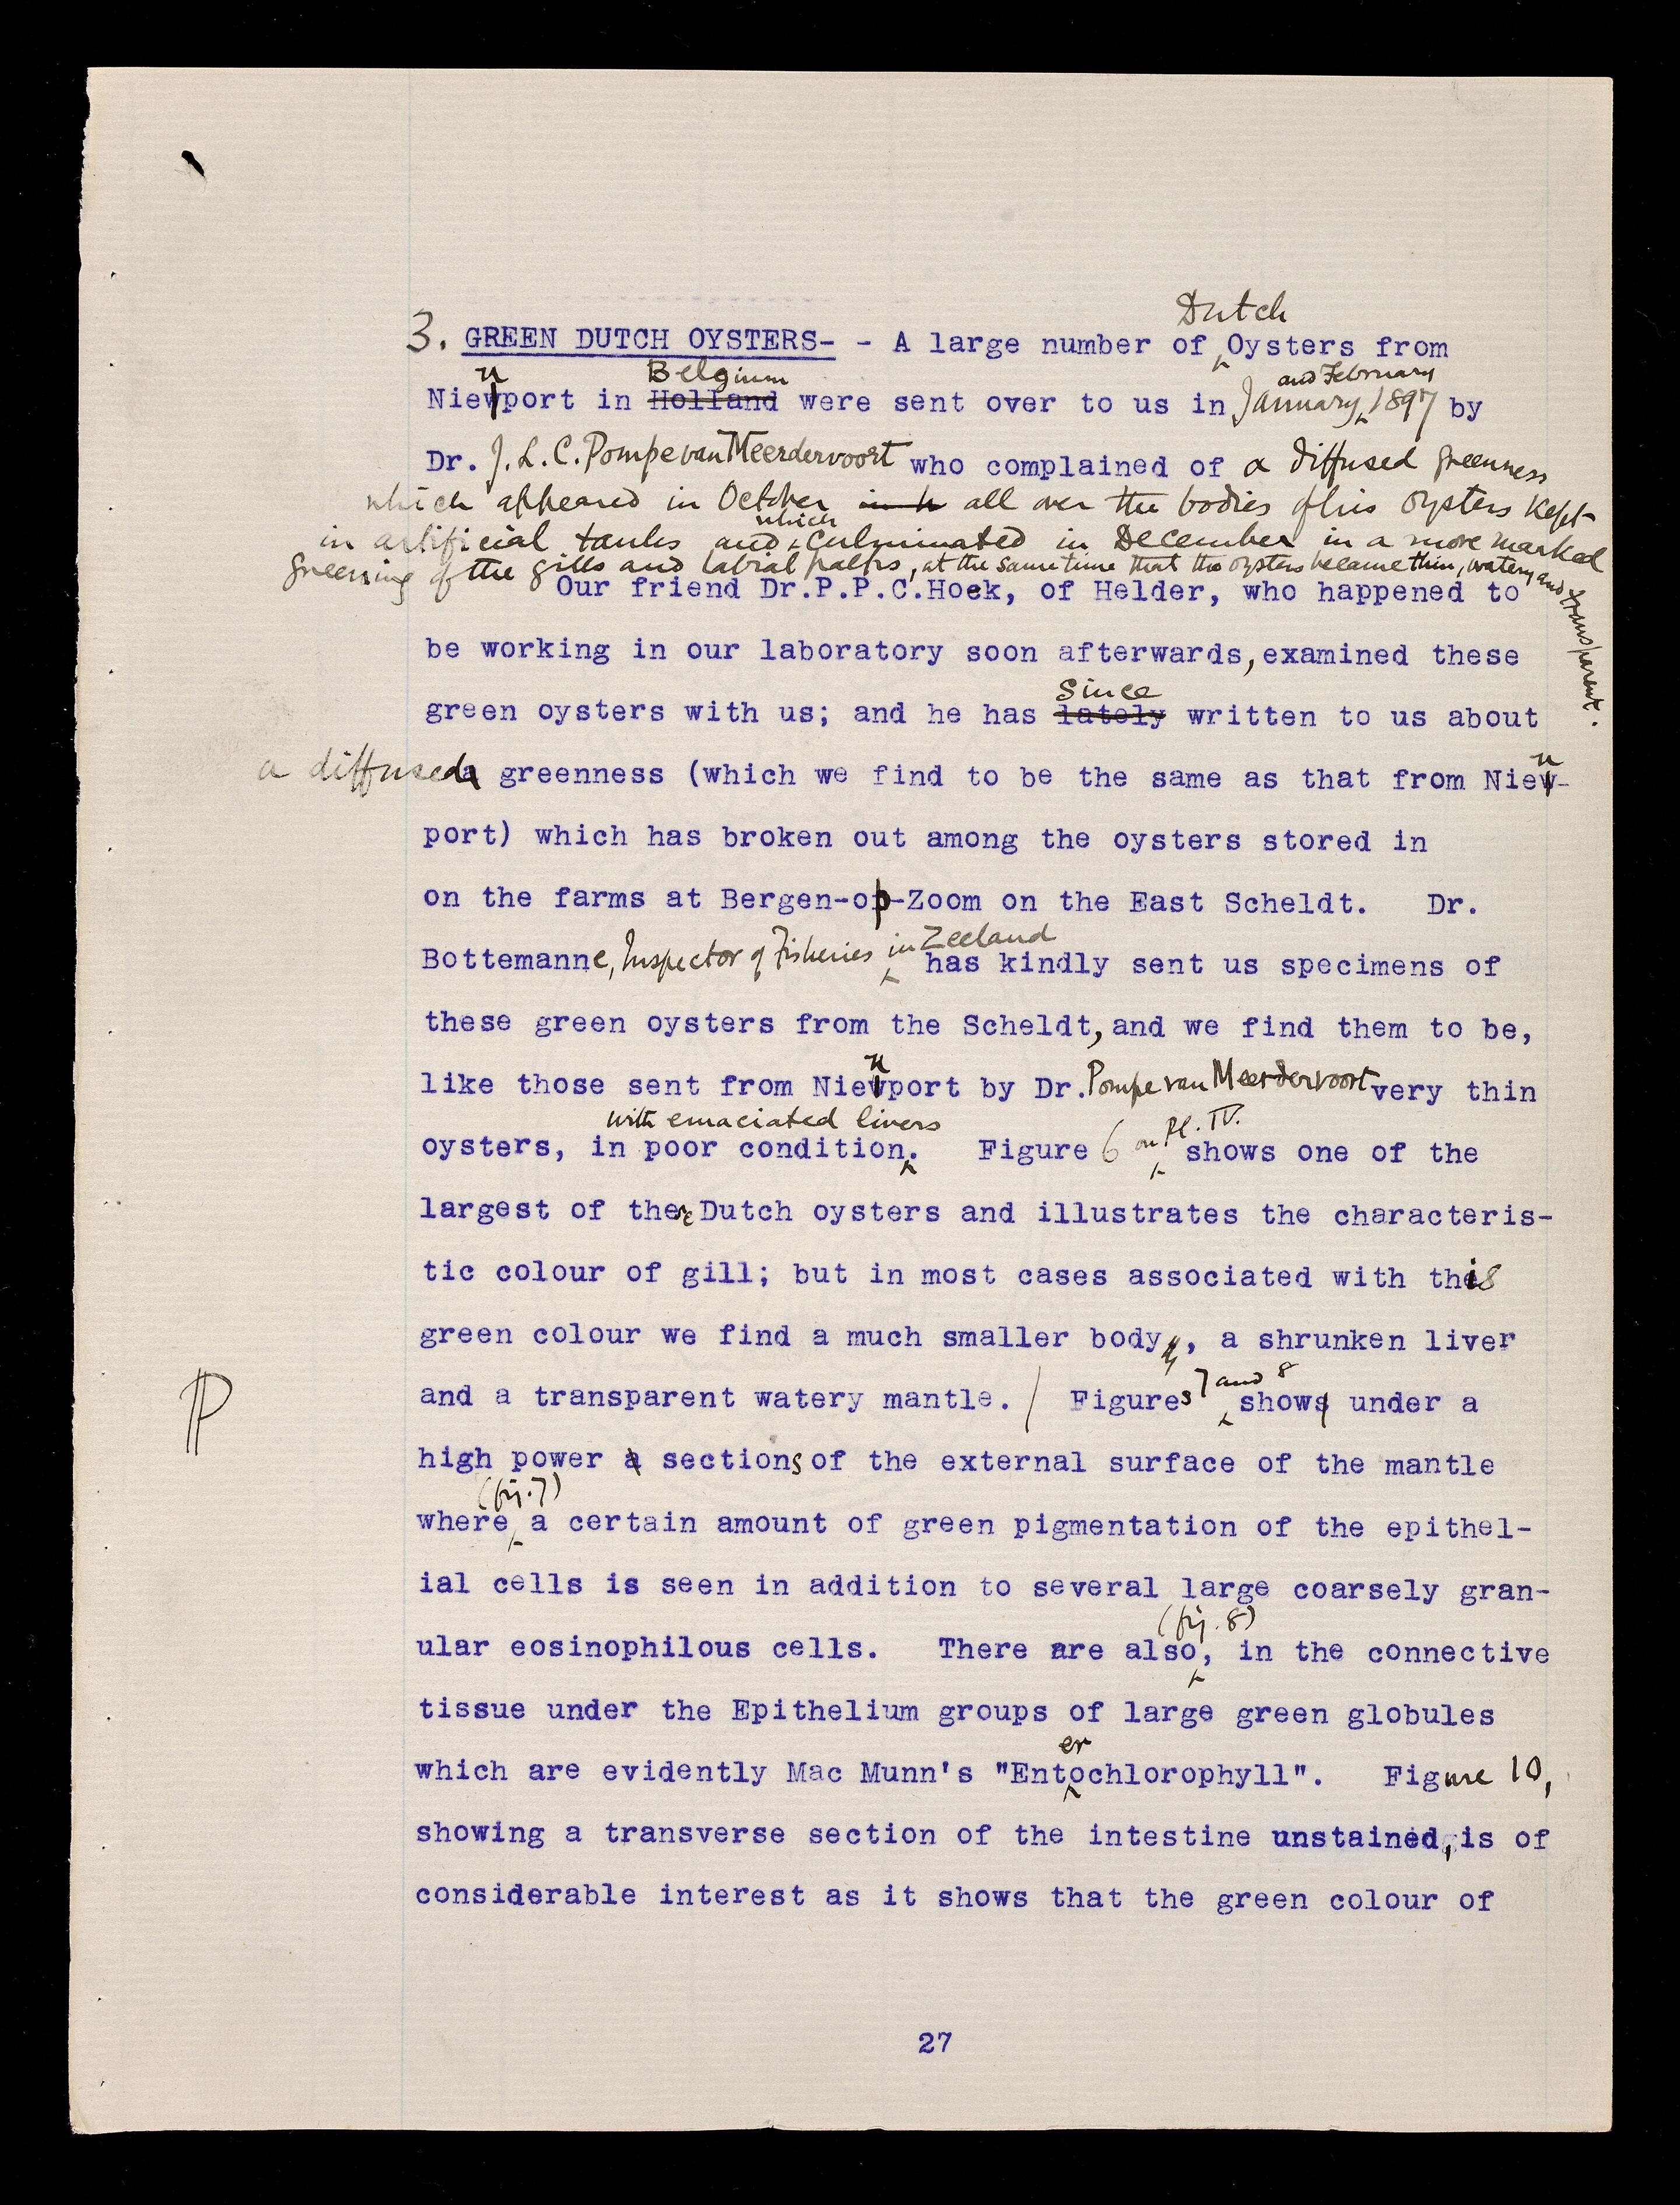 3. GREEN DUTCH OYSTERS- - A large number of Dutch Oysters from
Nieuport in Holland Belgium were sent over to us in January and February 1897 by
Dr. J. L. C. Pompe van Meerdervoort who complained of a diffused greenness
which appeared in October in h all over the bodies of his oysters kept
in artificial tanks and which culminated in December in a more marked
greening of the gills and labial palps, at the same time that the oysters became thin, watery and transparent.
Our friend Dr.P.P.C.Hoek, of Helder, who happened to
be working in our laboratory soon afterwards, examined these
green oysters with us; and he has lately since written to us about
a diffused greenness (which we find to be the same as that from Nieu-
port) which has broken out among the oysters stored in
on the farms at Bergen-op-Zoom on the East Scheldt. Dr.
Bottemanne, Inspector of Fisheries in Zeeland has kindly sent us specimens of
these green oysters from the Scheldt, and we find them to be,
like those sent from Nieuport by Dr. Pompe van Meerdervoort very thin
oysters, in poor condition with emaciated livers. Figure 6 on Pl. IV. shows one of the
largest of these Dutch oysters and illustrates the characteris-
tic colour of gill; but in most cases associated with this
green colour we find a much smaller body, a shrunken liver
and a transparent watery mantle. / Figures 7 and 8 show under a
P
high power sections of the external surface of the mantle
where (fig. 7) a certain amount of green pigmentation of the epithel-
ial cells is seen in addition to several large coarsely gran-
ular eosinophilous cells. There are also (fig. 8), in the connective
tissue under the Epithelium groups of large green globules
which are evidently Mac Munn's "Enterochlorophyll". Figure 10,
showing a transverse section of the intestine unstained, is of
considerable interest as it shows that the green colour of
27